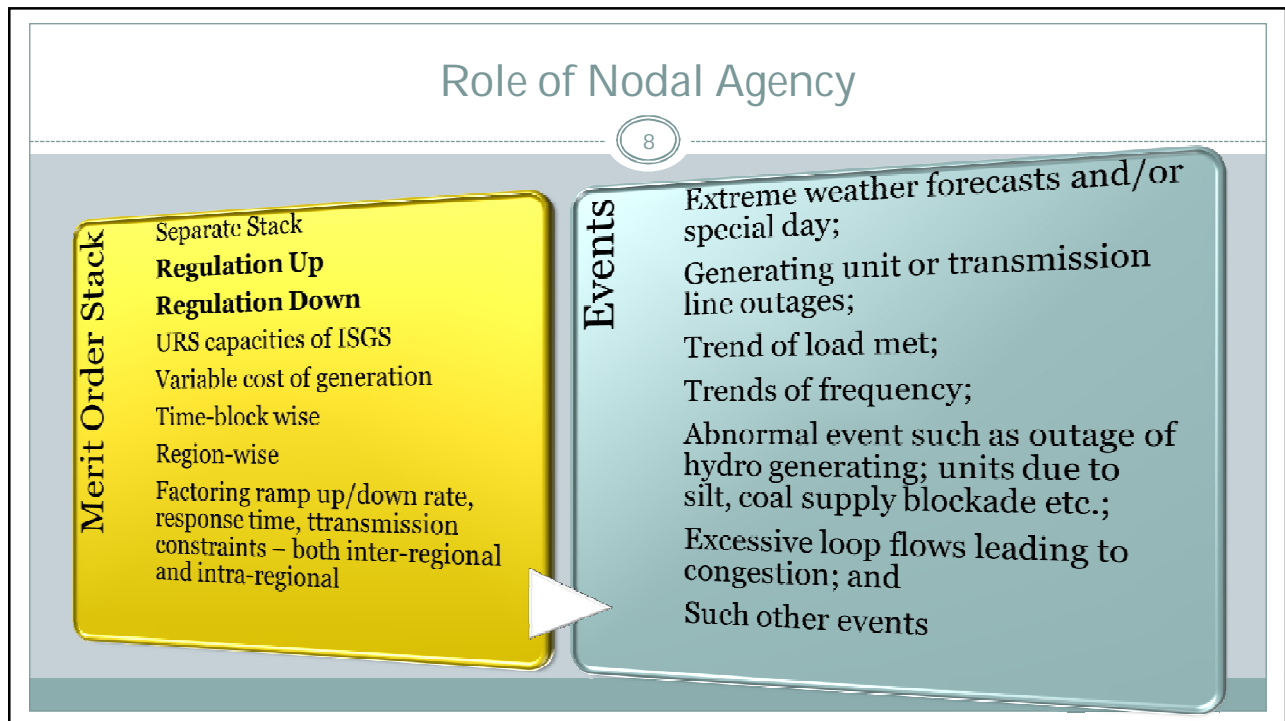 Role of Nodal Agency
8
Merit Order Stack
Separate Stack
Regulation Up
Regulation Down
URS capacities of ISGS
Variable cost of generation
Time-block wise
Region-wise
Factoring ramp up/down rate,
response time, ttransmission
constraints – both inter-regional
and intra-regional
Events
Extreme weather forecasts and/or
special day;
Generating unit or transmission
line outages;
Trend of load met;
Trends of frequency;
Abnormal event such as outage of
hydro generating; units due to
silt, coal supply blockade etc.;
Excessive loop flows leading to
congestion; and
Such other events